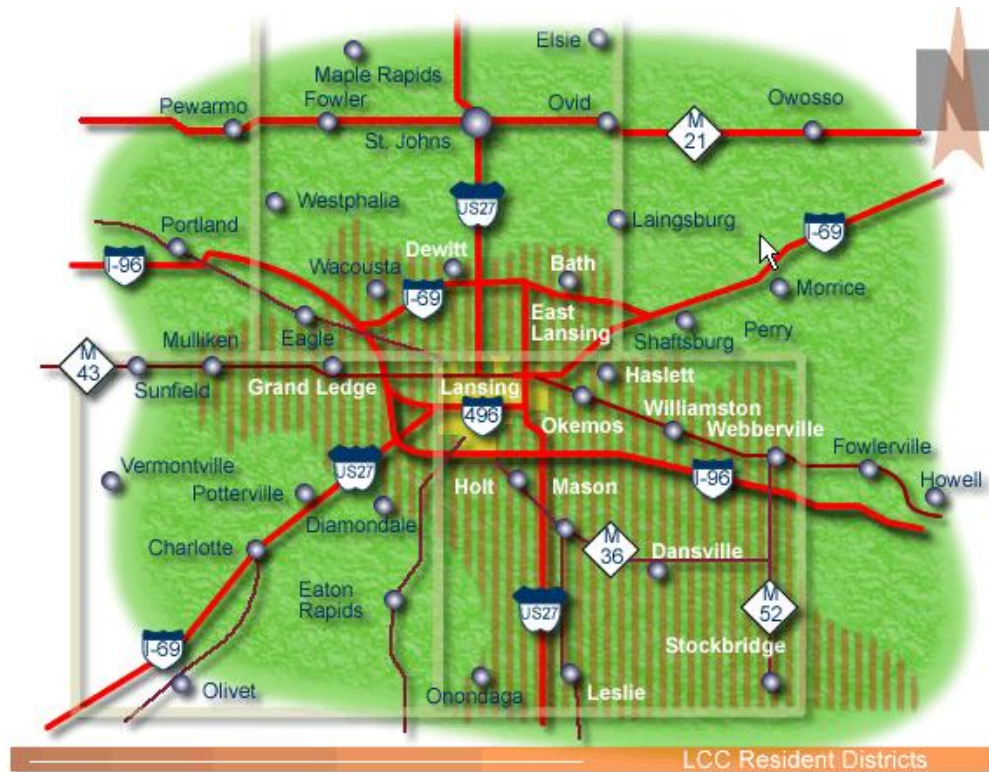 Elsie
Maple Rapids
Pewarmo
Fowler
Ovid
Owosso
St. Johns
M
21
N
Westphalia
US27
Laingsburg
I-69
Portland
Dewitt
Bath
I-96
Wacousta
I-69
Morrice
East
Lansing
Eagle
Mulliken
Shaftsburg
Perry
M
43
Sunfield
Grand Ledge
Lansing
Haslett
496
Okemos
Williamston
Webberville
Fowlerville
Vermontville
US27
Potterville
Holt
Mason
I-96
Howell
Diamondale
Charlotte
M
36
Dansville
Eaton
Rapids
US27
M
52
I-69
Stockbridge
Olivet
Onondaga
Leslie
LCC Resident Districts